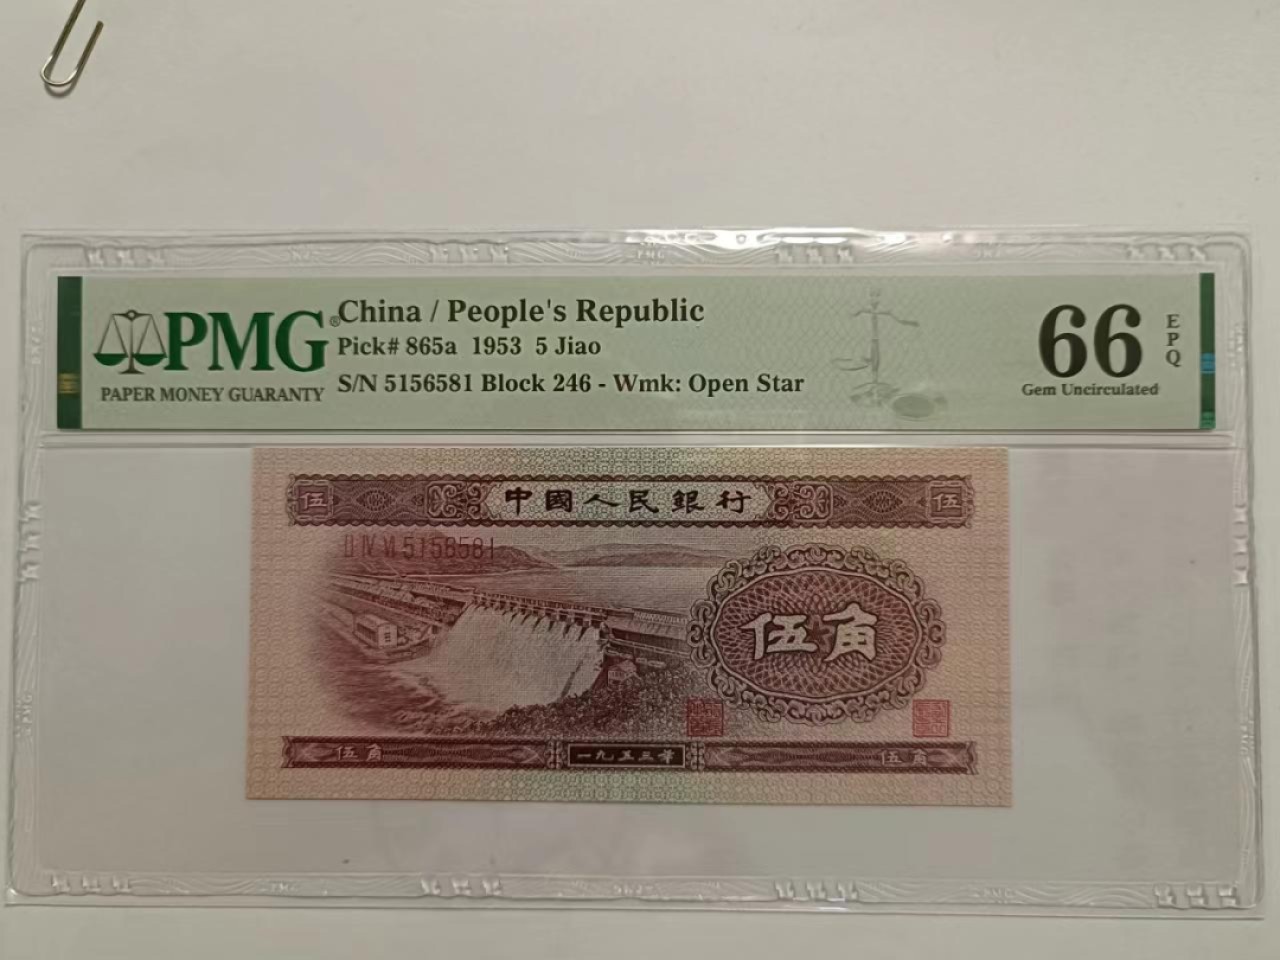 PMG®
PAPER MONEY GUARANTY
China / People's Republic
Pick# 865a 1953 5 Jiao
S/N 5156581 Block 246 - Wmk: Open Star
66
EPQ
Gem Uncirculated
伍 中國人民銀行 伍
II IV VI 5156581
伍角
伍角 一九五三年 伍角